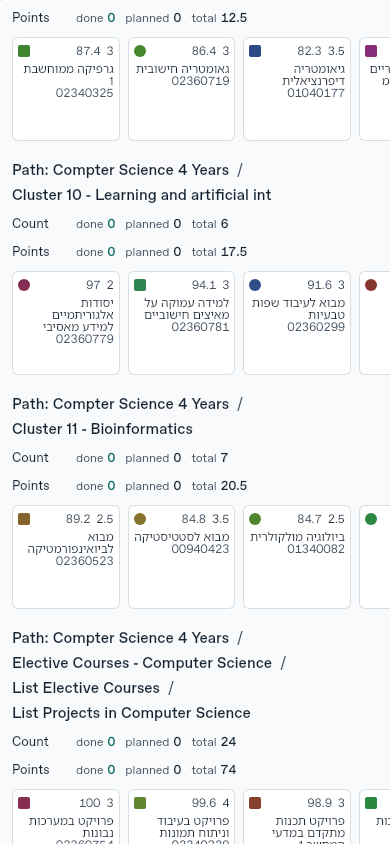 Points done 0 planned 0 total 12.5
87.4 3
גרפיקה ממוחשבת
1
02340325
86.4 3
גאומטריה חישובית
02360719
82.3 3.5
גיאומטריה
דיפרנציאלית
01040177
Path: Compter Science 4 Years /
Cluster 10 - Learning and artificial int
Count done 0 planned 0 total 6
Points done 0 planned 0 total 17.5
97 2
יסודות
אלגוריתמיים
למידע מאסיבי
02360779
94.1 3
למידה עמוקה על
מאיצים חישוביים
02360781
91.6 3
מבוא לעיבוד שפות
טבעיות
02360299
Path: Compter Science 4 Years /
Cluster 11 - Bioinformatics
Count done 0 planned 0 total 7
Points done 0 planned 0 total 20.5
89.2 2.5
מבוא
לביואינפורמטיקה
02360523
84.8 3.5
מבוא לסטטיסטיקה
00940423
84.7 2.5
ביולוגיה מולקולרית
01340082
Path: Compter Science 4 Years /
Elective Courses - Computer Science /
List Elective Courses /
List Projects in Computer Science
Count done 0 planned 0 total 24
Points done 0 planned 0 total 74
100 3
פרויקט במערכות
נבונות
99.6 4
פרויקט בעיבוד
וניתוח תמונות
98.9 3
פרויקט תכנות
מתקדם במדעי